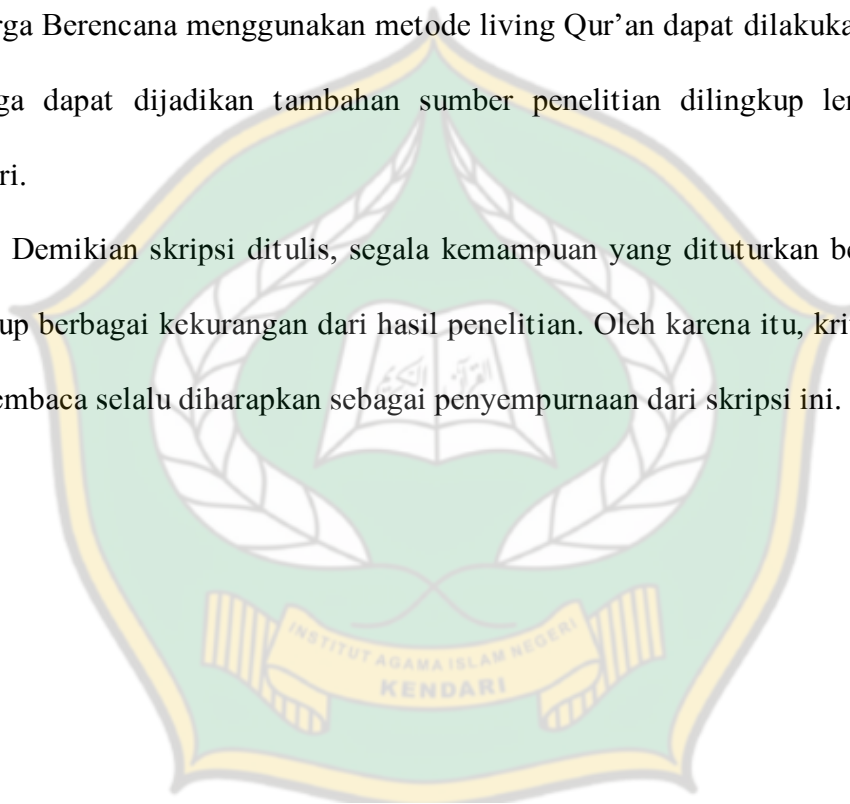 rga Berencana menggunakan metode living Qur’an dapat dilakuka
ga dapat dijadikan tambahan sumber penelitian dilingkup
ri.
Demikian skripsi ditulis, segala kemampuan yang dituturkan
up berbagai kekurangan dari hasil penelitian. Oleh karena itu,
embaca selalu diharapkan sebagai penyempurnaan dari skripsi ini.
القرآن الكريم
INSTITUT AGAMA ISLAM NEGERI
KENDARI